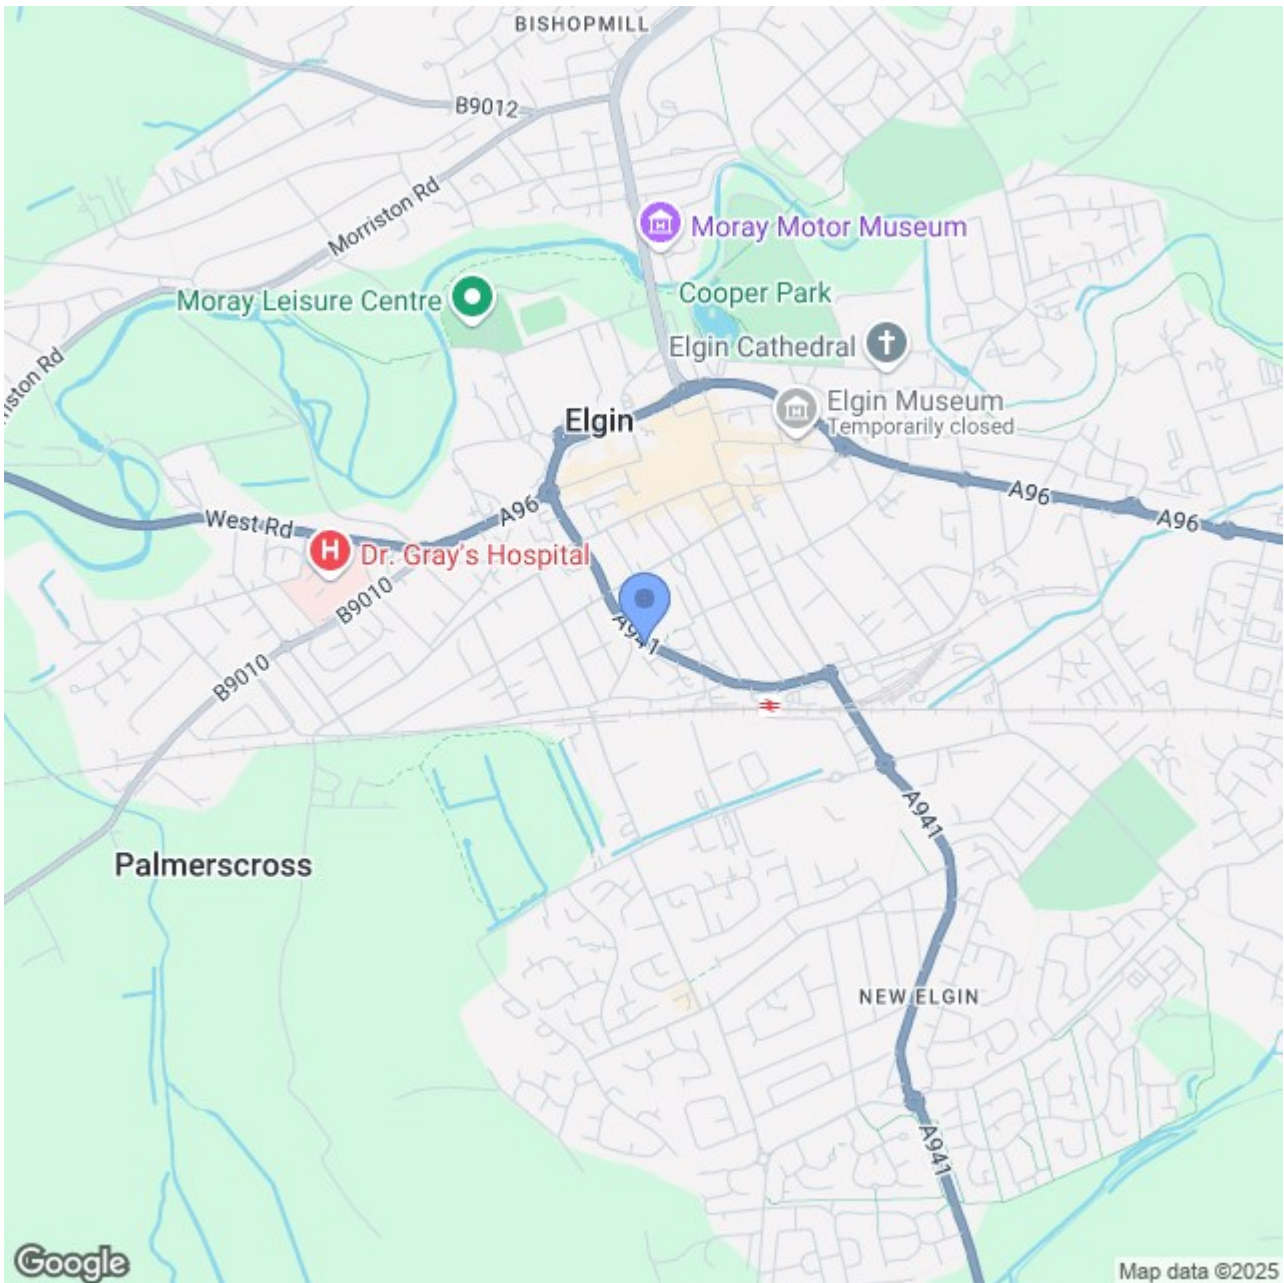 BISHOPMILL
B9012
Morriston Rd
Moray Motor Museum
Moray Leisure Centre
Cooper Park
Elgin Cathedral
rriston Rd
Elgin
Elgin Museum
Temporarily closed
A96
A96
A96
West Rd
H
Dr. Gray's Hospital
B9010
A941
B9010
A941
Palmerscross
NEW ELGIN
A941
Google
Map data ©2025